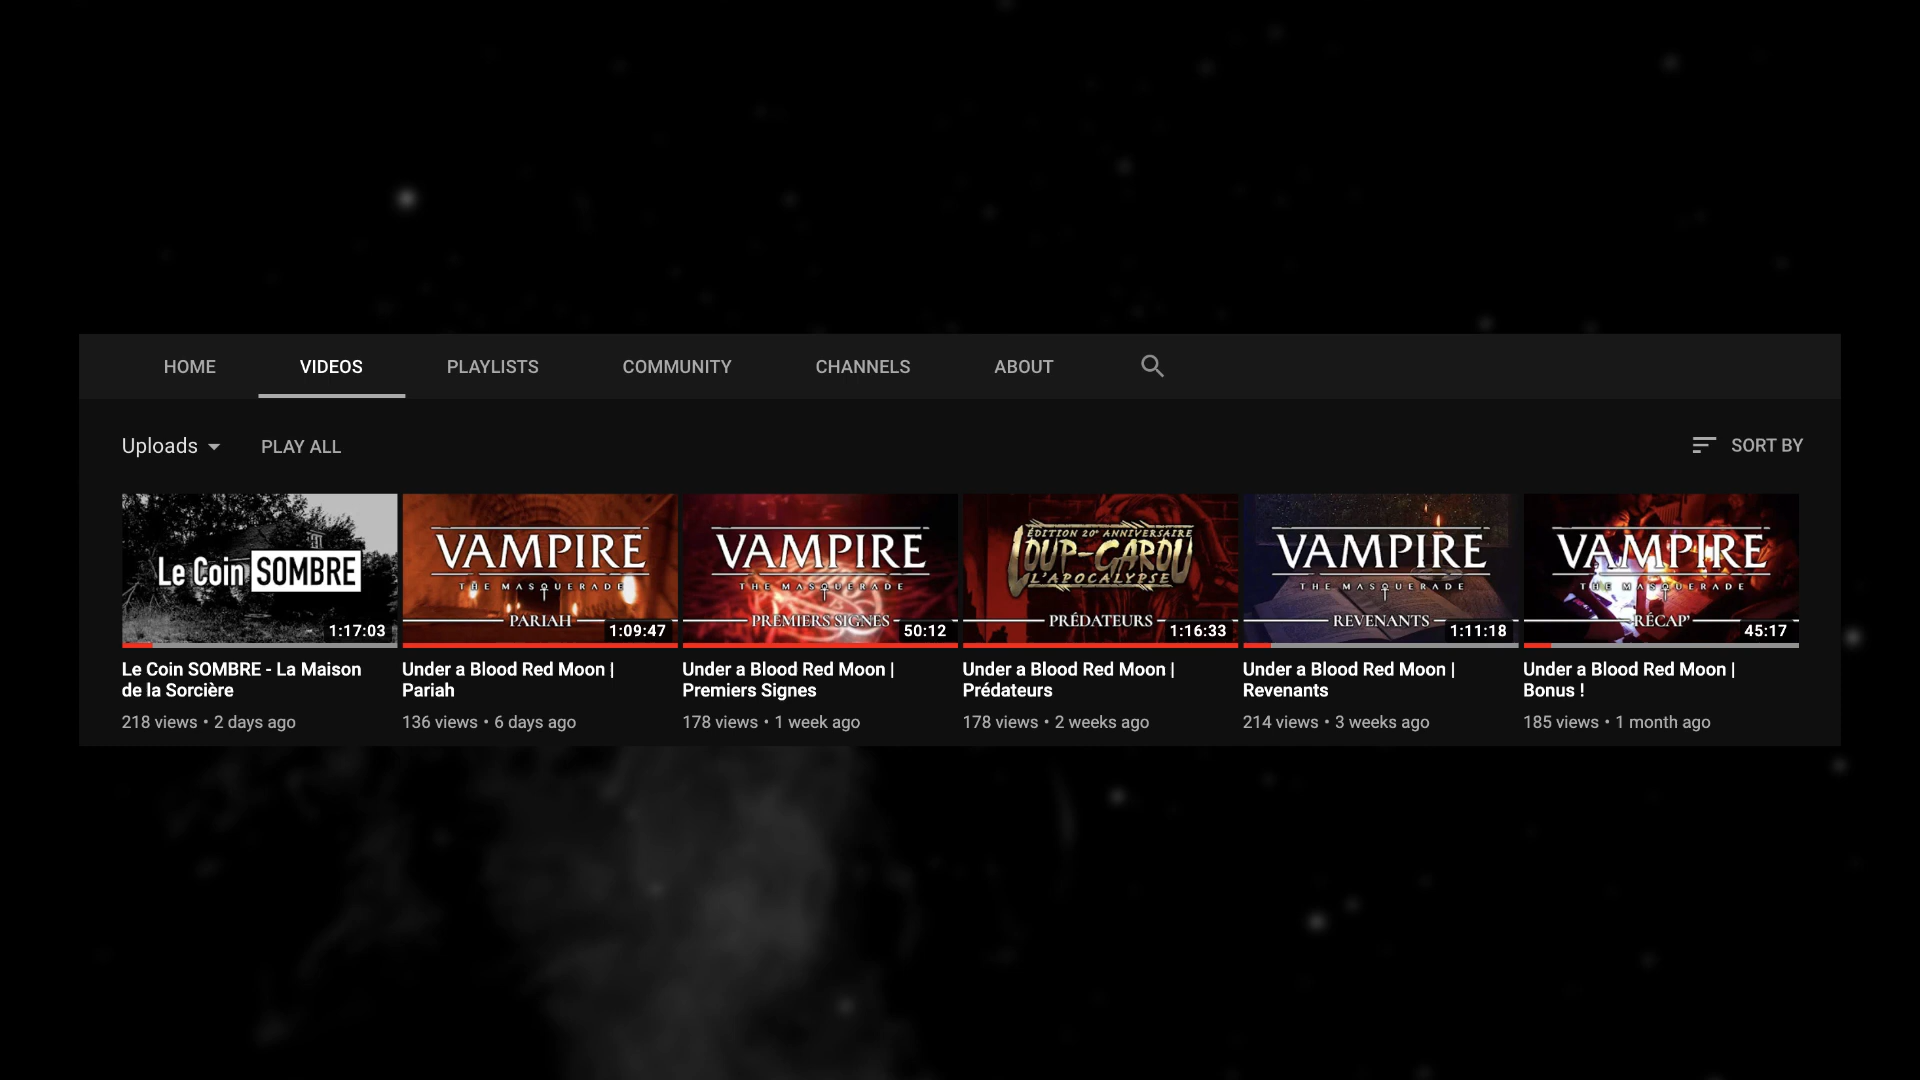 HOME VIDEOS PLAYLISTS COMMUNITY CHANNELS ABOUT
Uploads PLAY ALL SORT BY
Le Coin SOMBRE
1:17:03
Le Coin SOMBRE - La Maison
de la Sorcière
218 views • 2 days ago
VAMPIRE
THE MASQUERADE
PARIAH
1:09:47
Under a Blood Red Moon |
Pariah
136 views • 6 days ago
VAMPIRE
THE MASQUERADE
PREMIERS SIGNES
50:12
Under a Blood Red Moon |
Premiers Signes
178 views • 1 week ago
ÉDITION 20e ANNIVERSAIRE
LOUP-GAROU
L'APOCALYPSE
PRÉDATEURS
1:16:33
Under a Blood Red Moon |
Prédateurs
178 views • 2 weeks ago
VAMPIRE
THE MASQUERADE
REVENANTS
1:11:18
Under a Blood Red Moon |
Revenants
214 views • 3 weeks ago
VAMPIRE
THE MASQUERADE
RÉCAP'
45:17
Under a Blood Red Moon |
Bonus !
185 views • 1 month ago